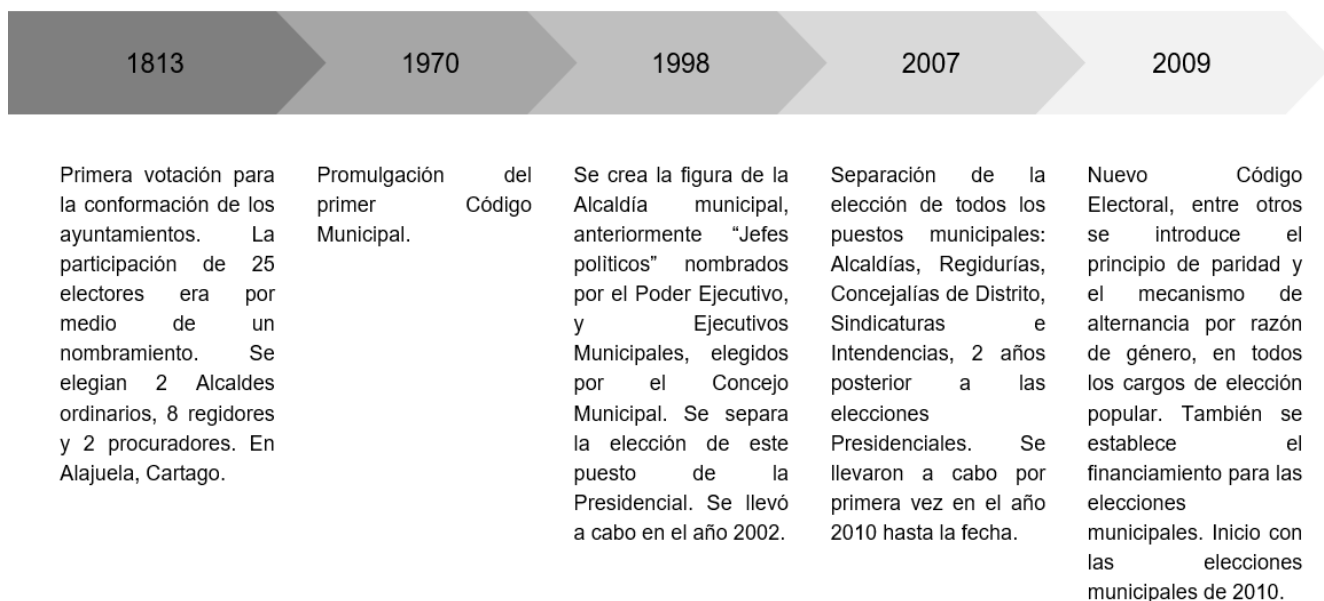 1813
1970
1998
2007
2009
Primera votación para
la conformación de los
ayuntamientos. La
participación de 25
electores era por
medio de un
nombramiento. Se
elegian 2 Alcaldes
ordinarios, 8 regidores
y 2 procuradores. En
Alajuela, Cartago.
Promulgación del
primer Código
Municipal.
Se crea la figura de la
Alcaldía municipal,
anteriormente “Jefes
políticos” nombrados
por el Poder Ejecutivo,
y Ejecutivos
Municipales, elegidos
por el Concejo
Municipal. Se separa
la elección de este
puesto de la
Presidencial. Se llevó
a cabo en el año 2002.
Separación de la
elección de todos los
puestos municipales:
Alcaldías, Regidurías,
Concejalías de Distrito,
Sindicaturas e
Intendencias, 2 años
posterior a las
elecciones
Presidenciales. Se
llevaron a cabo por
primera vez en el año
2010 hasta la fecha.
Nuevo Código
Electoral, entre otros
se introduce el
principio de paridad y
el mecanismo de
alternancia por razón
de género, en todos
los cargos de elección
popular. También se
establece el
financiamiento para las
elecciones
municipales. Inicio con
las elecciones
municipales de 2010.